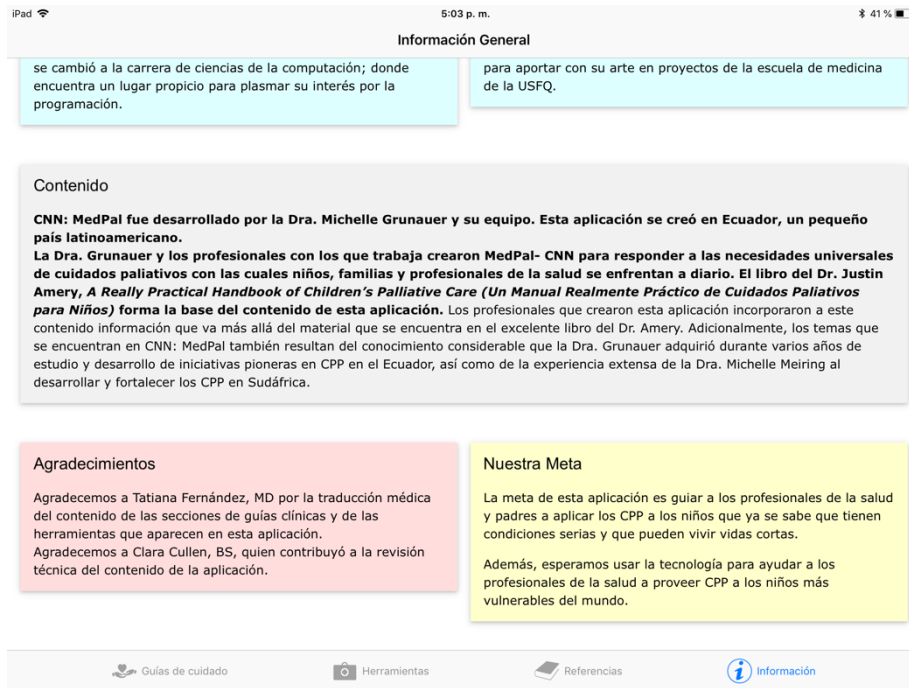 iPad
5:03 p. m.
41 %
Información General
se cambió a la carrera de ciencias de la computación; donde
encuentra un lugar propicio para plasmar su interés por la
programación.
para aportar con su arte en proyectos de la escuela de medicina
de la USFQ.
Contenido
CNN: MedPal fue desarrollado por la Dra. Michelle Grunauer y su equipo. Esta aplicación se creó en Ecuador, un pequeño
país latinoamericano.
La Dra. Grunauer y los profesionales con los que trabaja crearon MedPal- CNN para responder a las necesidades universales
de cuidados paliativos con las cuales niños, familias y profesionales de la salud se enfrentan a diario. El libro del Dr. Justin
Amery, A Really Practical Handbook of Children’s Palliative Care (Un Manual Realmente Práctico de Cuidados Paliativos
para Niños) forma la base del contenido de esta aplicación. Los profesionales que crearon esta aplicación incorporaron a este
contenido información que va más allá del material que se encuentra en el excelente libro del Dr. Amery. Adicionalmente, los temas que
se encuentran en CNN: MedPal también resultan del conocimiento considerable que la Dra. Grunauer adquirió durante varios años de
estudio y desarrollo de iniciativas pioneras en CPP en el Ecuador, así como de la experiencia extensa de la Dra. Michelle Meiring al
desarrollar y fortalecer los CPP en Sudáfrica.
Agradecimientos
Agradecemos a Tatiana Fernández, MD por la traducción médica
del contenido de las secciones de guías clínicas y de las
herramientas que aparecen en esta aplicación.
Agradecemos a Clara Cullen, BS, quien contribuyó a la revisión
técnica del contenido de la aplicación.
Nuestra Meta
La meta de esta aplicación es guiar a los profesionales de la salud
y padres a aplicar los CPP a los niños que ya se sabe que tienen
condiciones serias y que pueden vivir vidas cortas.
Además, esperamos usar la tecnología para ayudar a los
profesionales de la salud a proveer CPP a los niños más
vulnerables del mundo.
Guías de cuidado
Herramientas
Referencias
Información